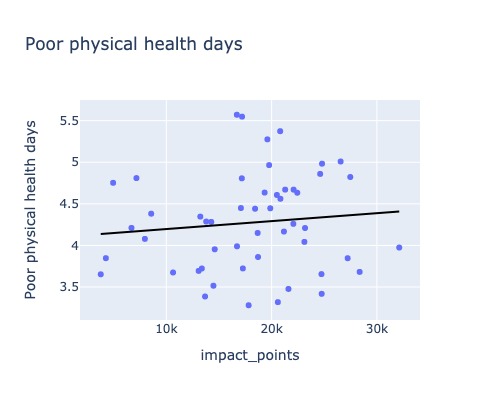 Poor physical health days
Poor physical health days
5.5
5
4.5
4
3.5
10k
20k
30k
impact_points